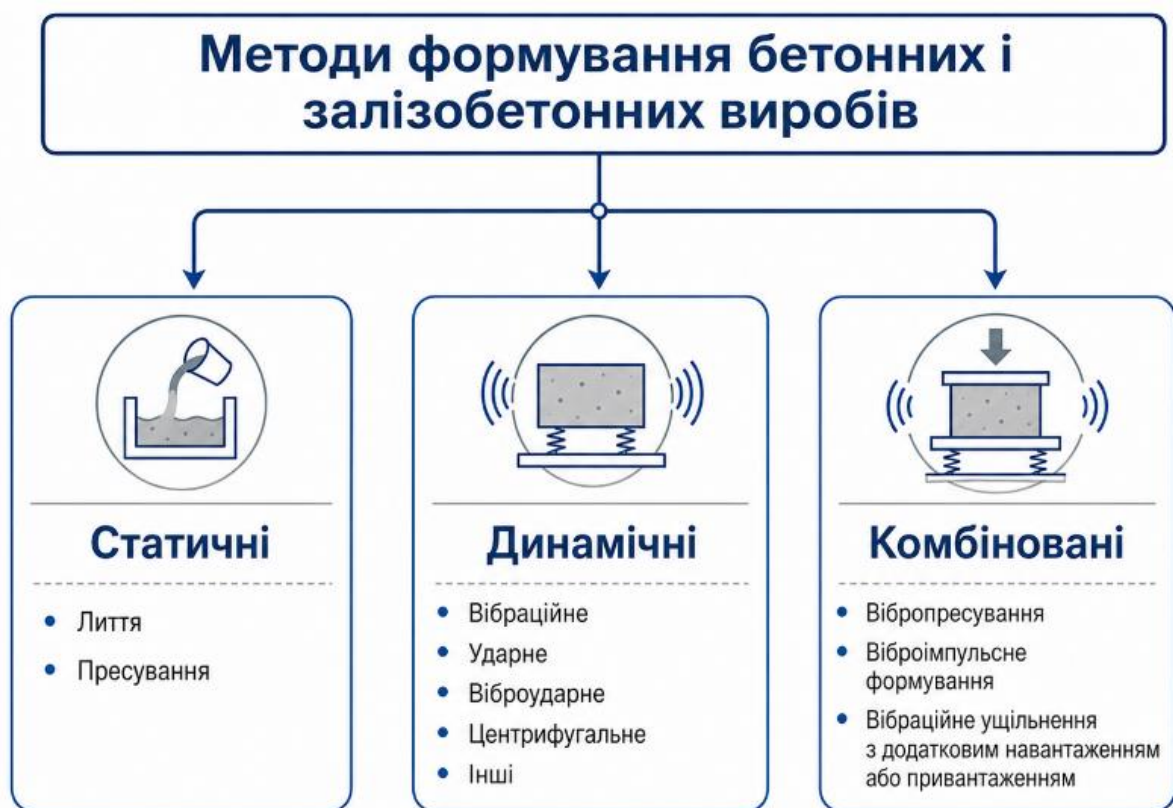 Методи формування бетонних і
залізобетонних виробів
Статичні
• Лиття
• Пресування
Динамічні
• Вібраційне
• Ударне
• Віброударне
• Центрифугальне
• Інші
Комбіновані
• Вібропресування
• Віброімпульсне
формування
• Вібраційне ущільнення
з додатковим навантаженням
або привантаженням